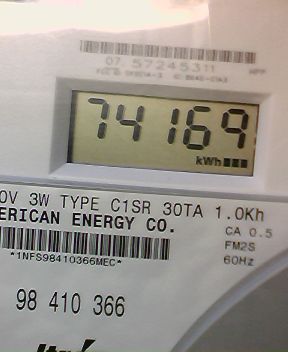 07 57245311
74169
kWh
0V 3W TYPE C1SR 30TA 1.0Kh
ERICAN ENERGY CO.
CA 0.5
FM2S
*1NFS98410366MEC*
60Hz
98 410 366